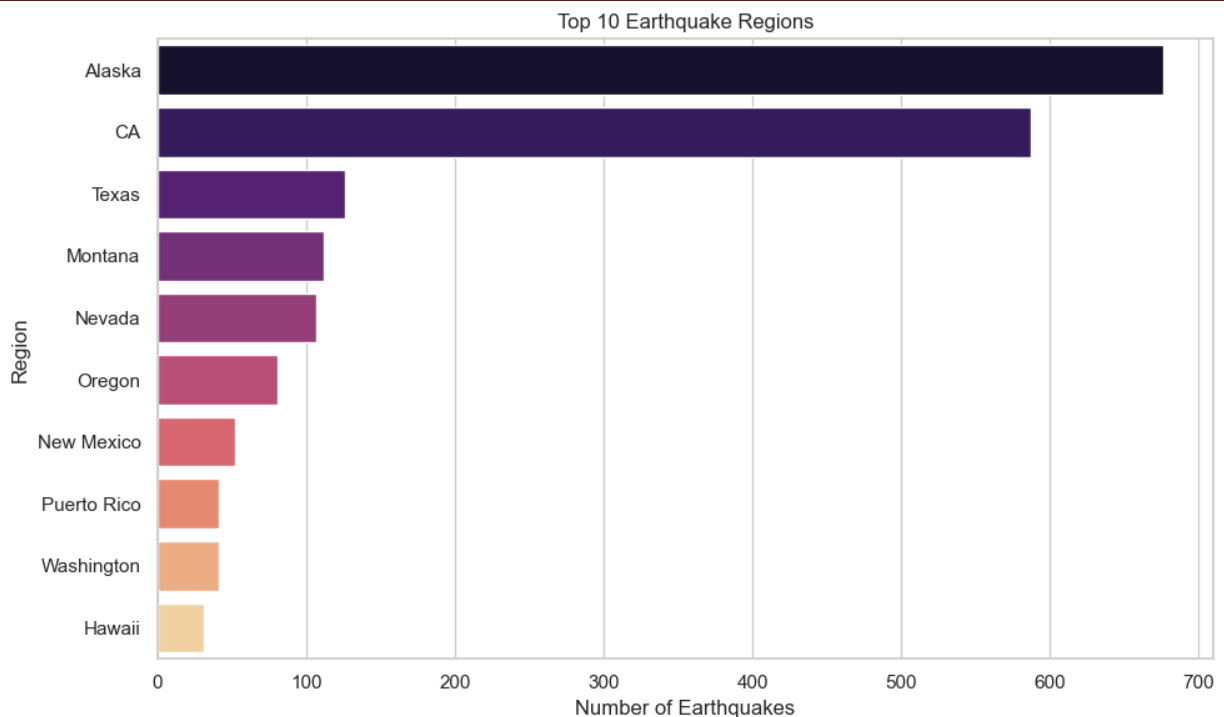 Top 10 Earthquake Regions
Alaska
CA
Texas
Montana
Nevada
Oregon
New Mexico
Puerto Rico
Washington
Hawaii
Region
0 100 200 300 400 500 600 700
Number of Earthquakes